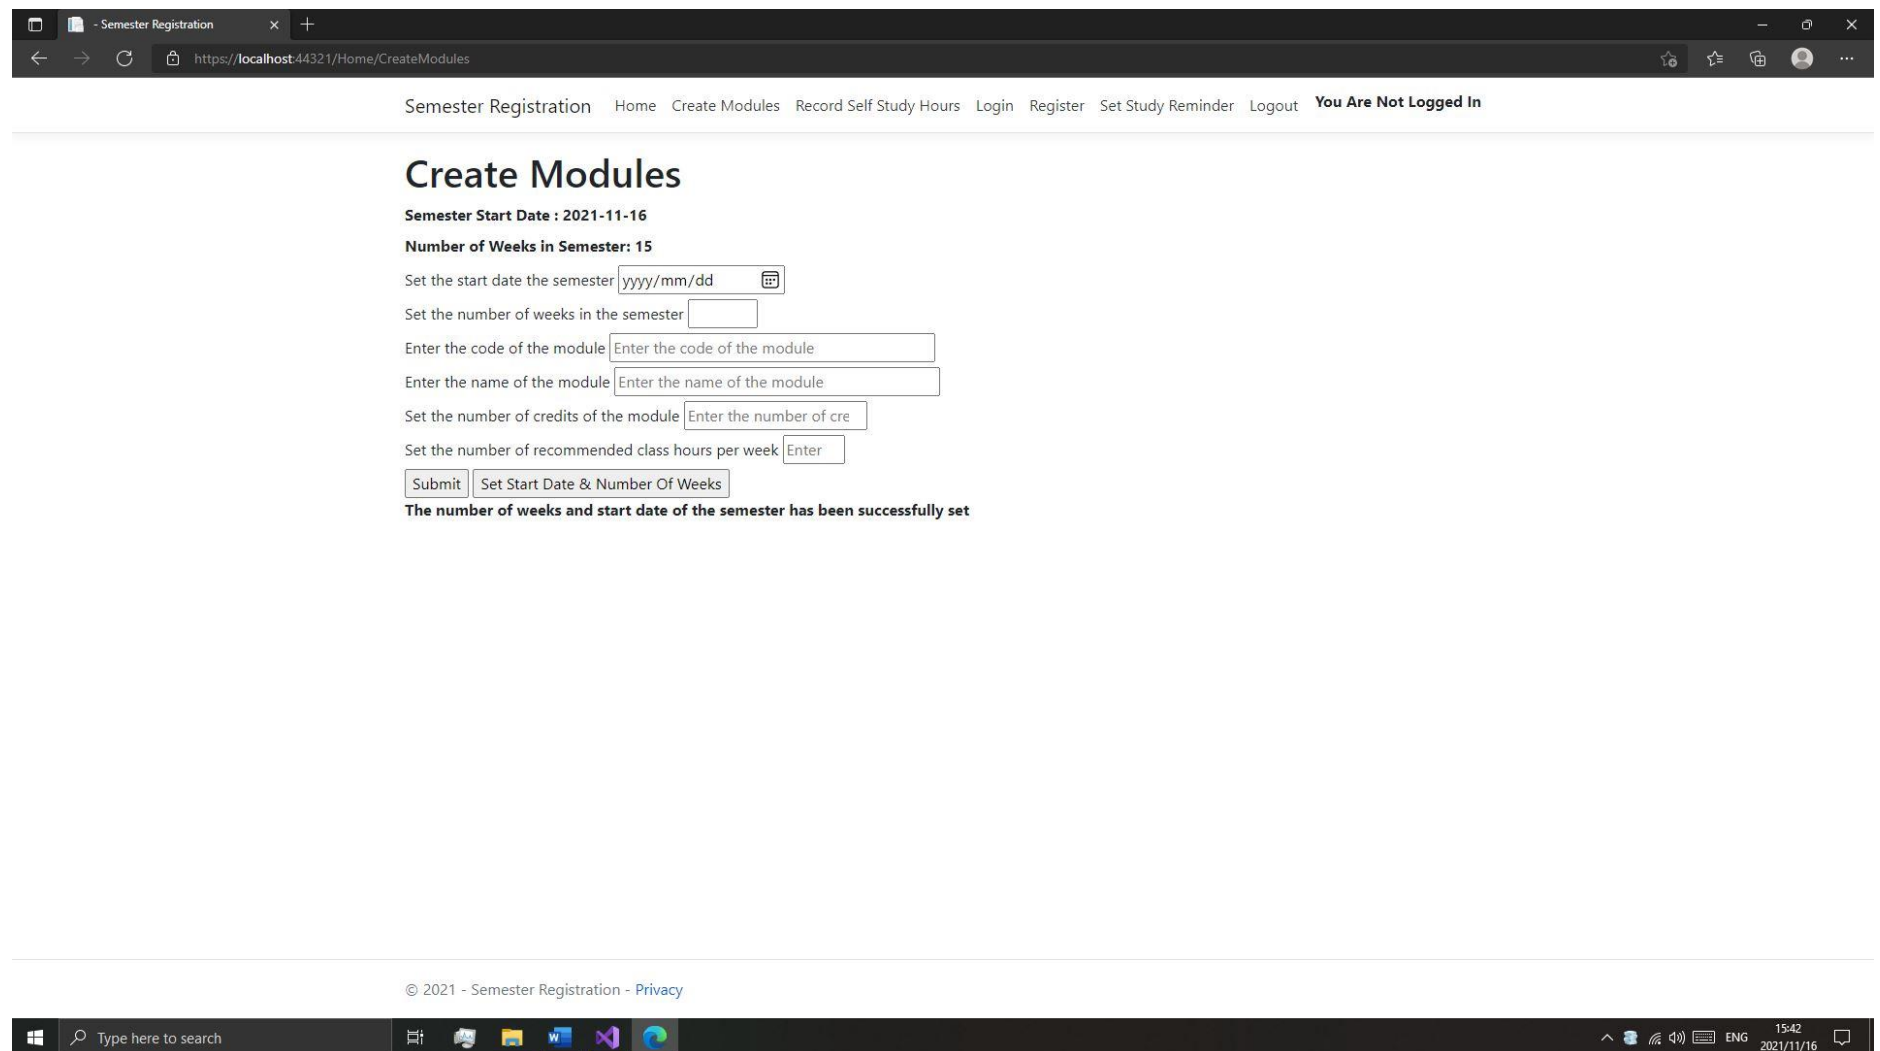 - Semester Registration
https://localhost:44321/Home/CreateModules
Semester Registration Home Create Modules Record Self Study Hours Login Register Set Study Reminder Logout You Are Not Logged In
Create Modules
Semester Start Date : 2021-11-16
Number of Weeks in Semester: 15
Set the start date the semester yyyy/mm/dd
Set the number of weeks in the semester
Enter the code of the module Enter the code of the module
Enter the name of the module Enter the name of the module
Set the number of credits of the module Enter the number of cre
Set the number of recommended class hours per week Enter
Submit Set Start Date & Number Of Weeks
The number of weeks and start date of the semester has been successfully set
© 2021 - Semester Registration - Privacy
Type here to search
ENG
15:42
2021/11/16